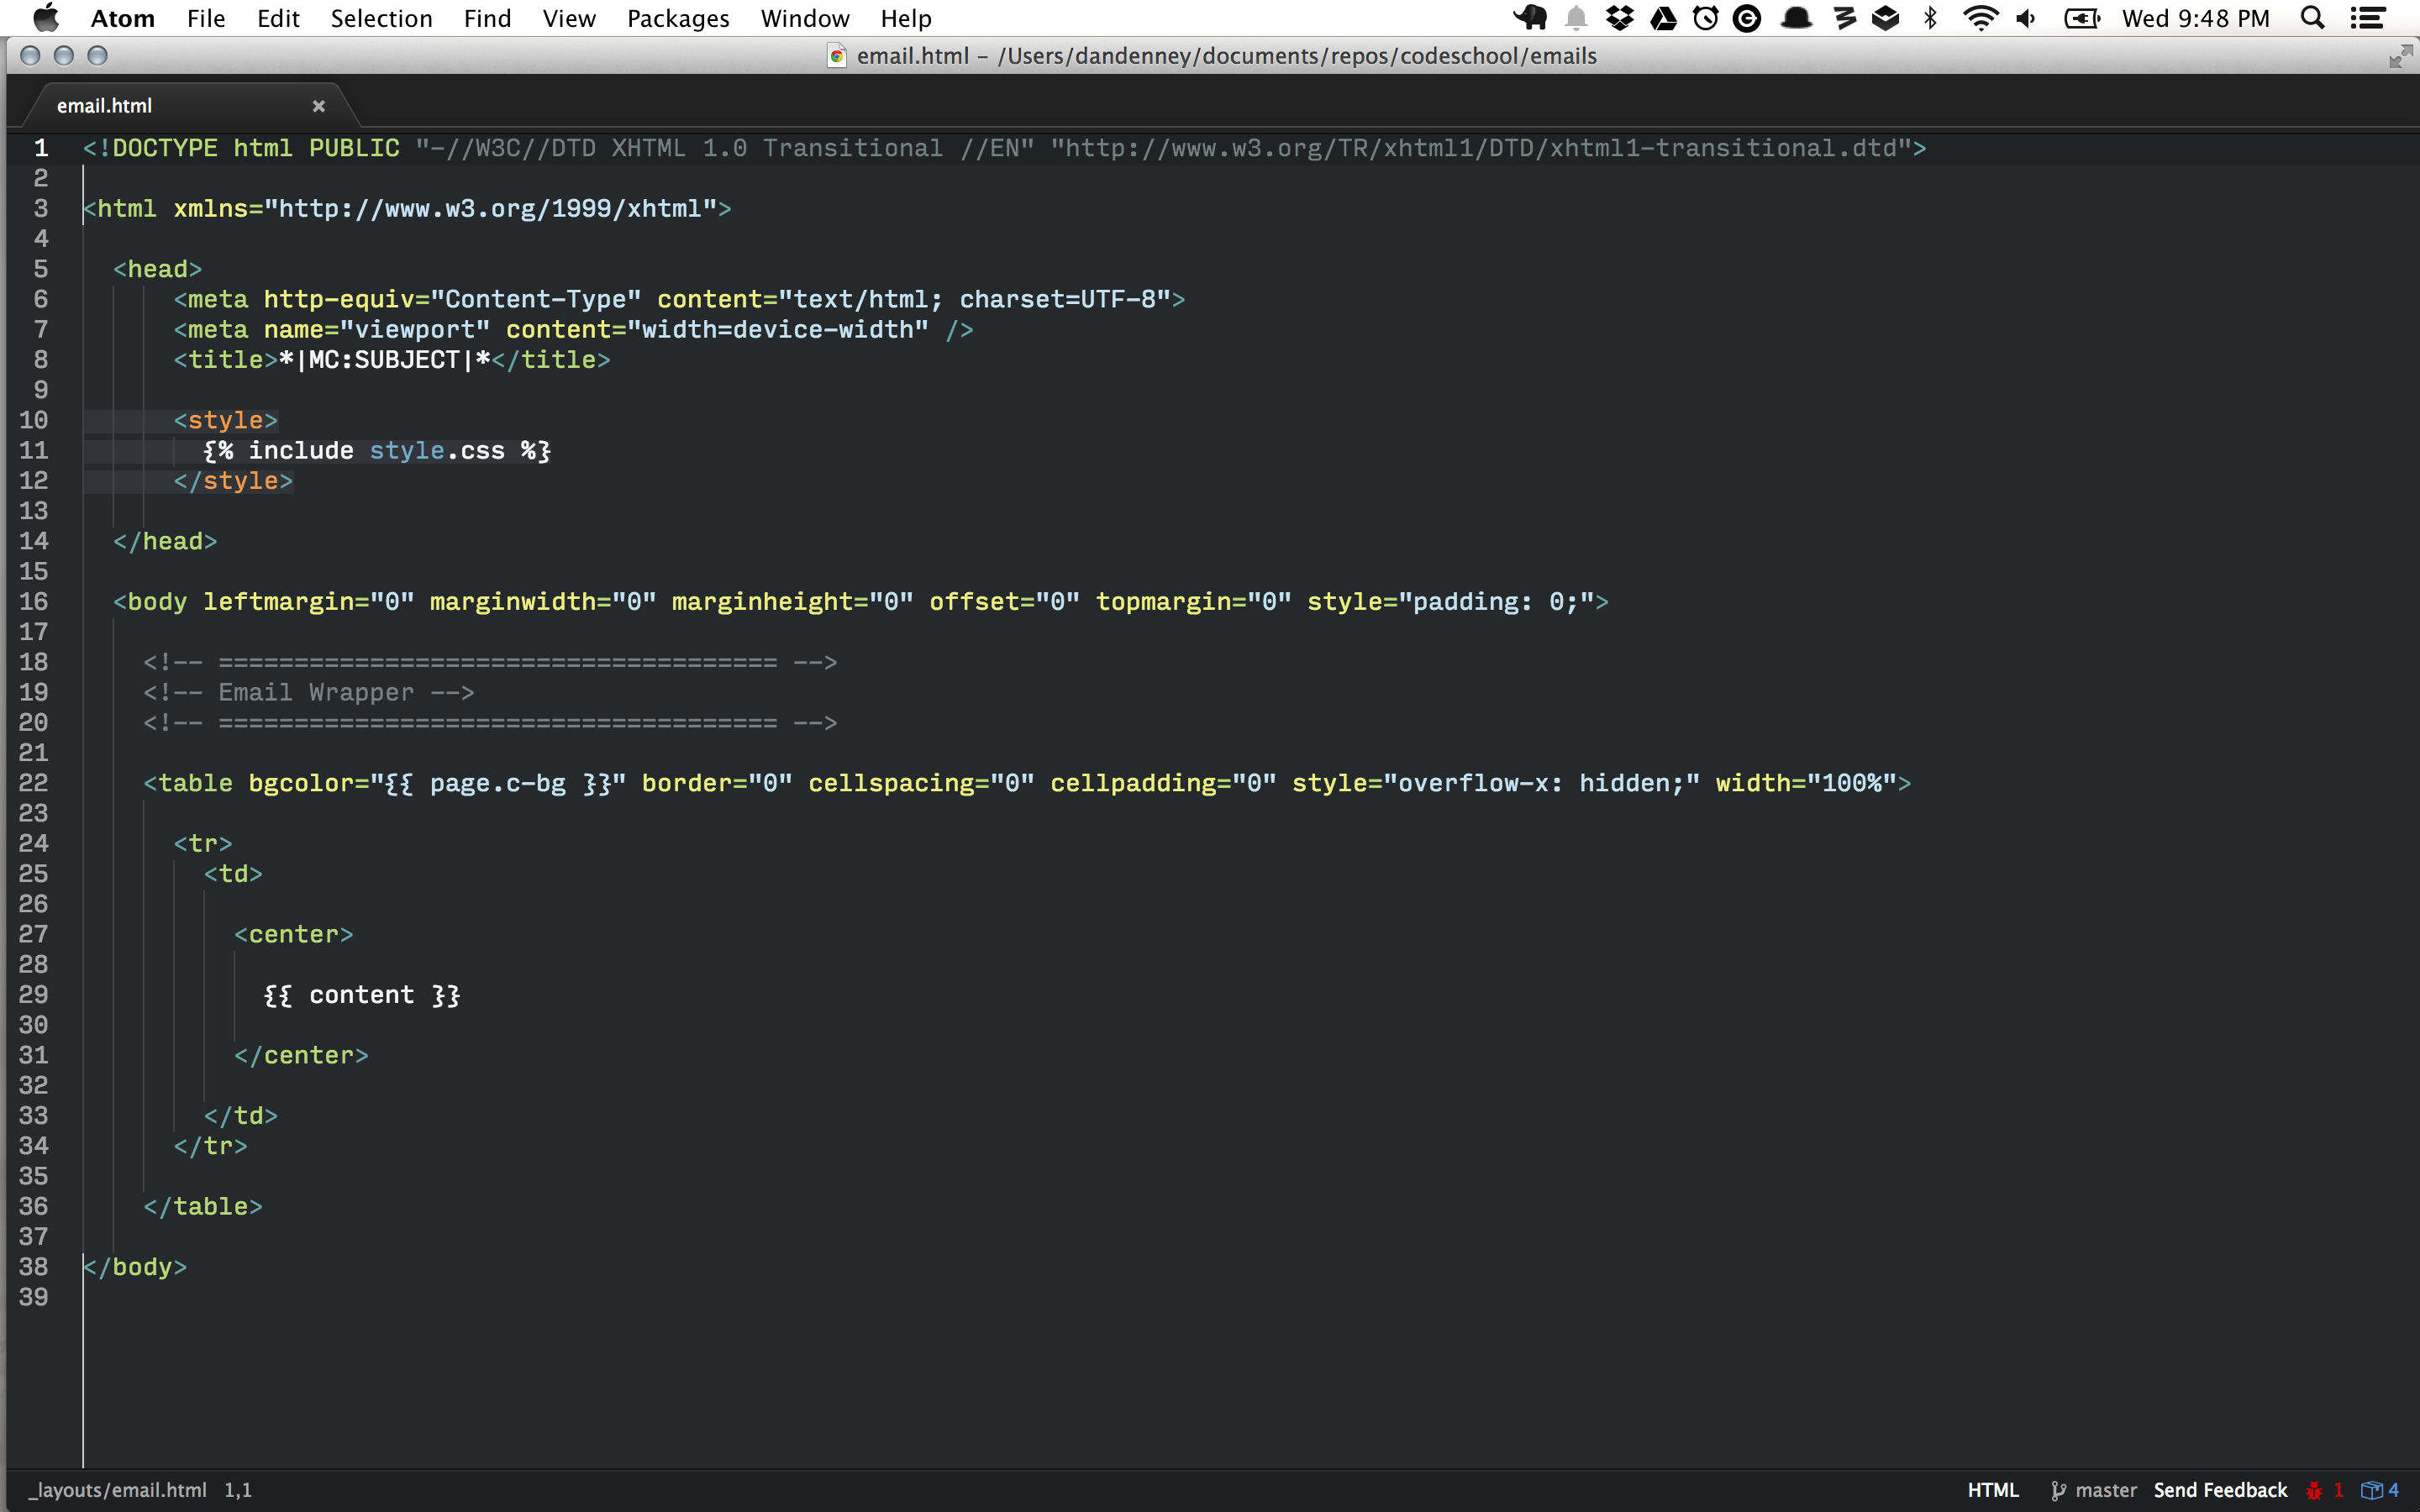 Atom File Edit Selection Find View Packages Window Help Wed 9:48 PM
email.html – /Users/dandenney/documents/repos/codeschool/emails
email.html
1 <!DOCTYPE html PUBLIC "-//W3C//DTD XHTML 1.0 Transitional //EN" "http://www.w3.org/TR/xhtml1/DTD/xhtml1-transitional.dtd">
2
3 <html xmlns="http://www.w3.org/1999/xhtml">
4
5 <head>
6 <meta http-equiv="Content-Type" content="text/html; charset=UTF-8">
7 <meta name="viewport" content="width=device-width" />
8 <title>*|MC:SUBJECT|*</title>
9
10 <style>
11 {% include style.css %}
12 </style>
13
14 </head>
15
16 <body leftmargin="0" marginwidth="0" marginheight="0" offset="0" topmargin="0" style="padding: 0;">
17
18 <!-- ===================================== -->
19 <!-- Email Wrapper -->
20 <!-- ===================================== -->
21
22 <table bgcolor="{{ page.c-bg }}" border="0" cellspacing="0" cellpadding="0" style="overflow-x: hidden;" width="100%">
23
24 <tr>
25 <td>
26
27 <center>
28
29 {{ content }}
30
31 </center>
32
33 </td>
34 </tr>
35
36 </table>
37
38 </body>
39
_layouts/email.html 1,1 HTML master Send Feedback 1 4